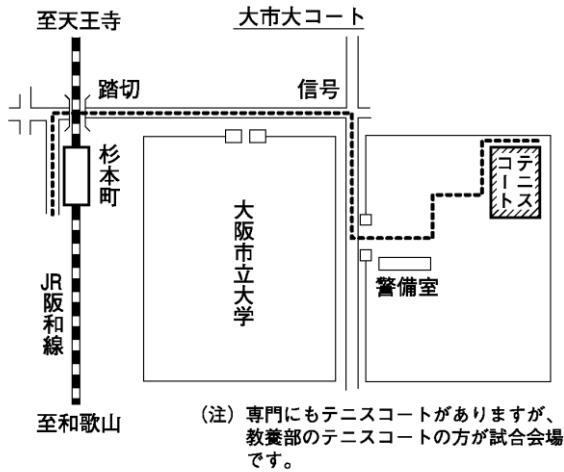 至天王寺
大市大コート
踏切
信号
杉本町
テニス
コート
大阪市立大学
警備室
JR阪和線
至和歌山
(注) 専門にもテニスコートがありますが、
教養部のテニスコートの方が試合会場
です。